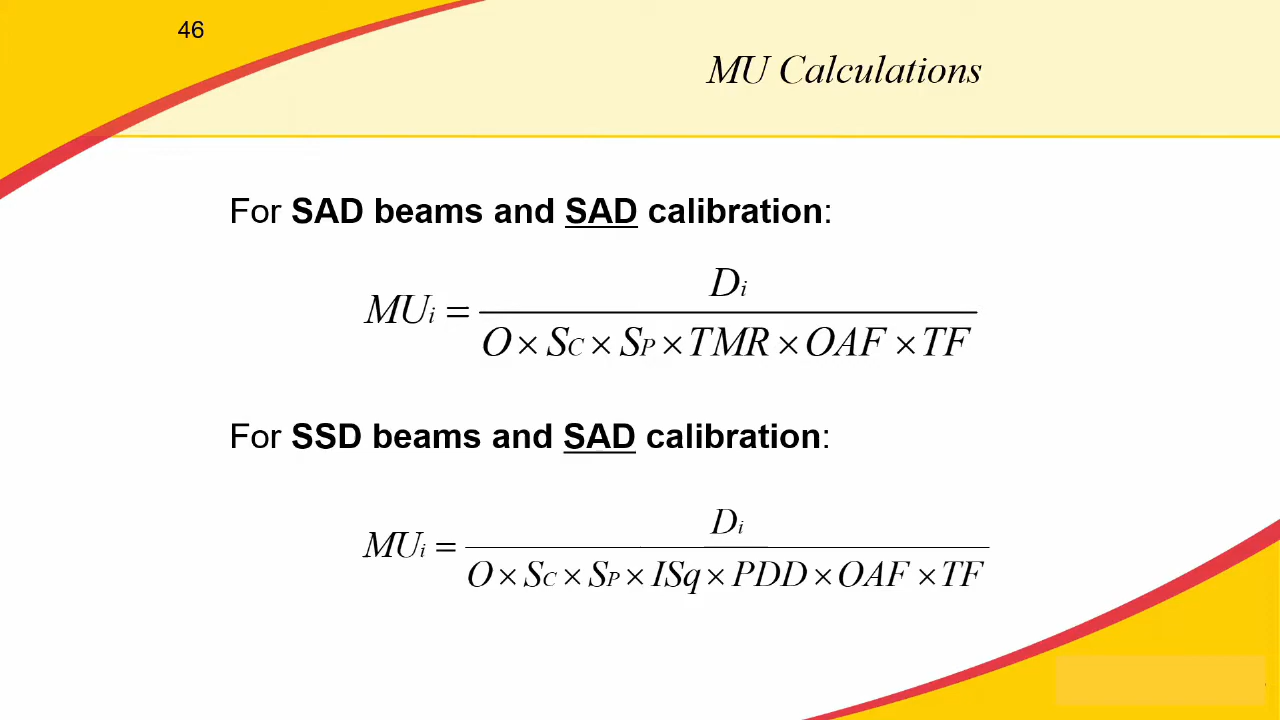 46
MU Calculations
For SAD beams and SAD calibration:
MUi = Di / O × SC × SP × TMR × OAF × TF
For SSD beams and SAD calibration:
MUi = Di / O × SC × SP × ISq × PDD × OAF × TF